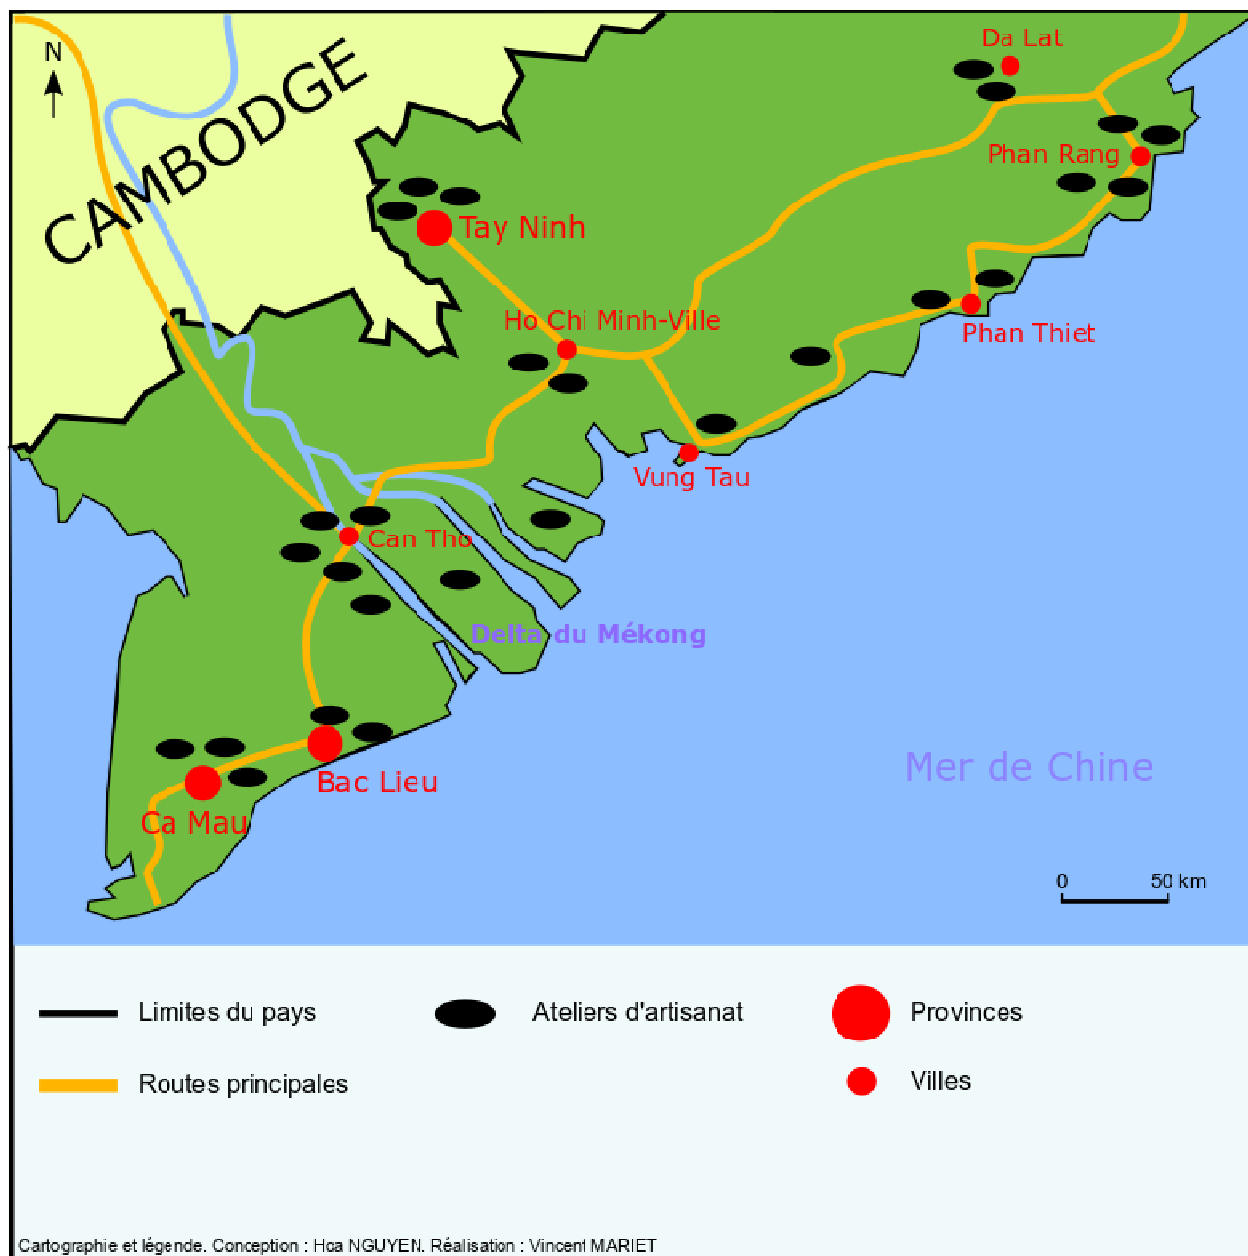 N
CAMBODGE
Da Lat
Phan Rang
Tay Ninh
Ho Chi Minh-Ville
Phan Thiet
Vung Tau
Can Tho
Delta du Mékong
Mer de Chine
Bac Lieu
Ca Mau
0 50 km
Limites du pays
Ateliers d'artisanat
Provinces
Routes principales
Villes
Cartographie et légende. Conception : Hoa NGUYEN. Réalisation : Vincent MARIET